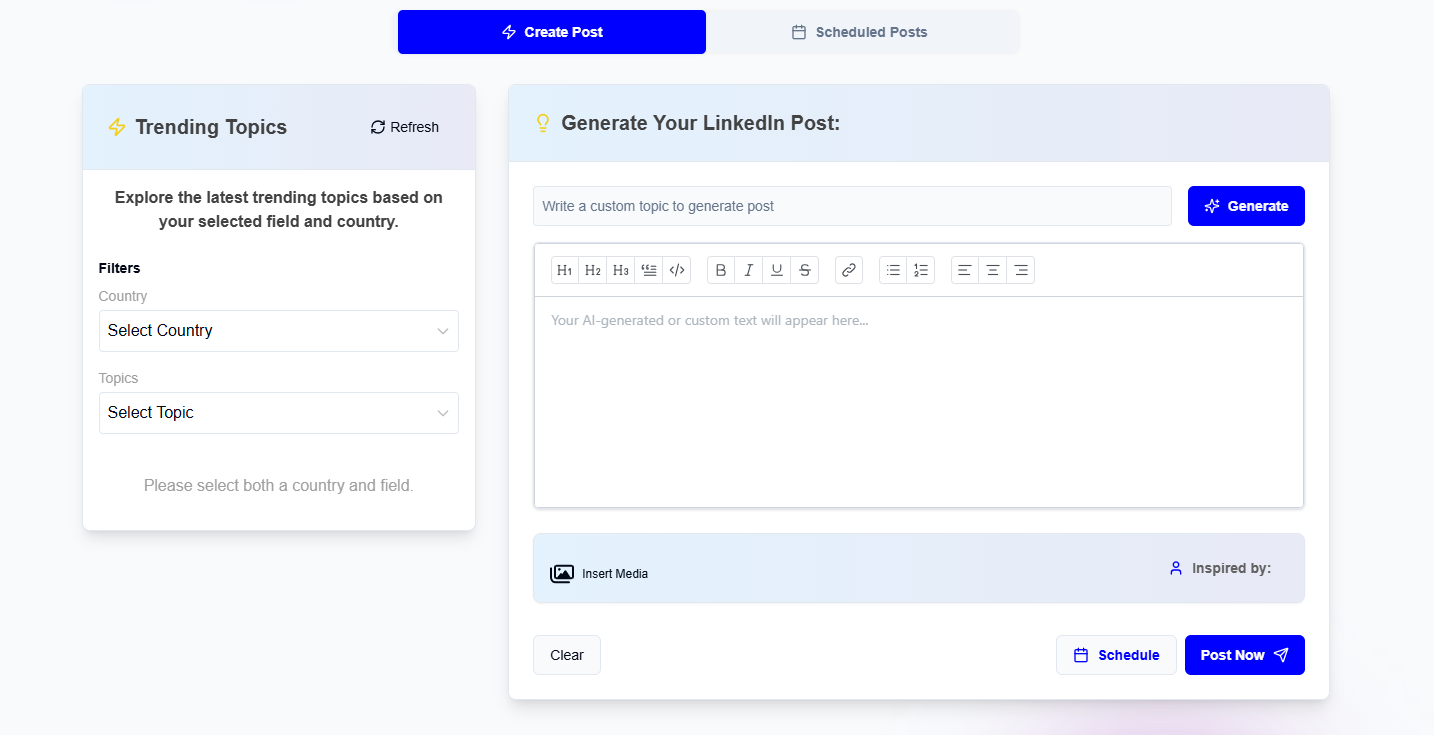 Create Post
Scheduled Posts
Trending Topics
Refresh
Explore the latest trending topics based on
your selected field and country.
Filters
Country
Select Country
Topics
Select Topic
Please select both a country and field.
Generate Your LinkedIn Post:
Write a custom topic to generate post
Generate
H1 H2 H3 B I U S
Your AI-generated or custom text will appear here...
Insert Media
Inspired by:
Clear
Schedule
Post Now